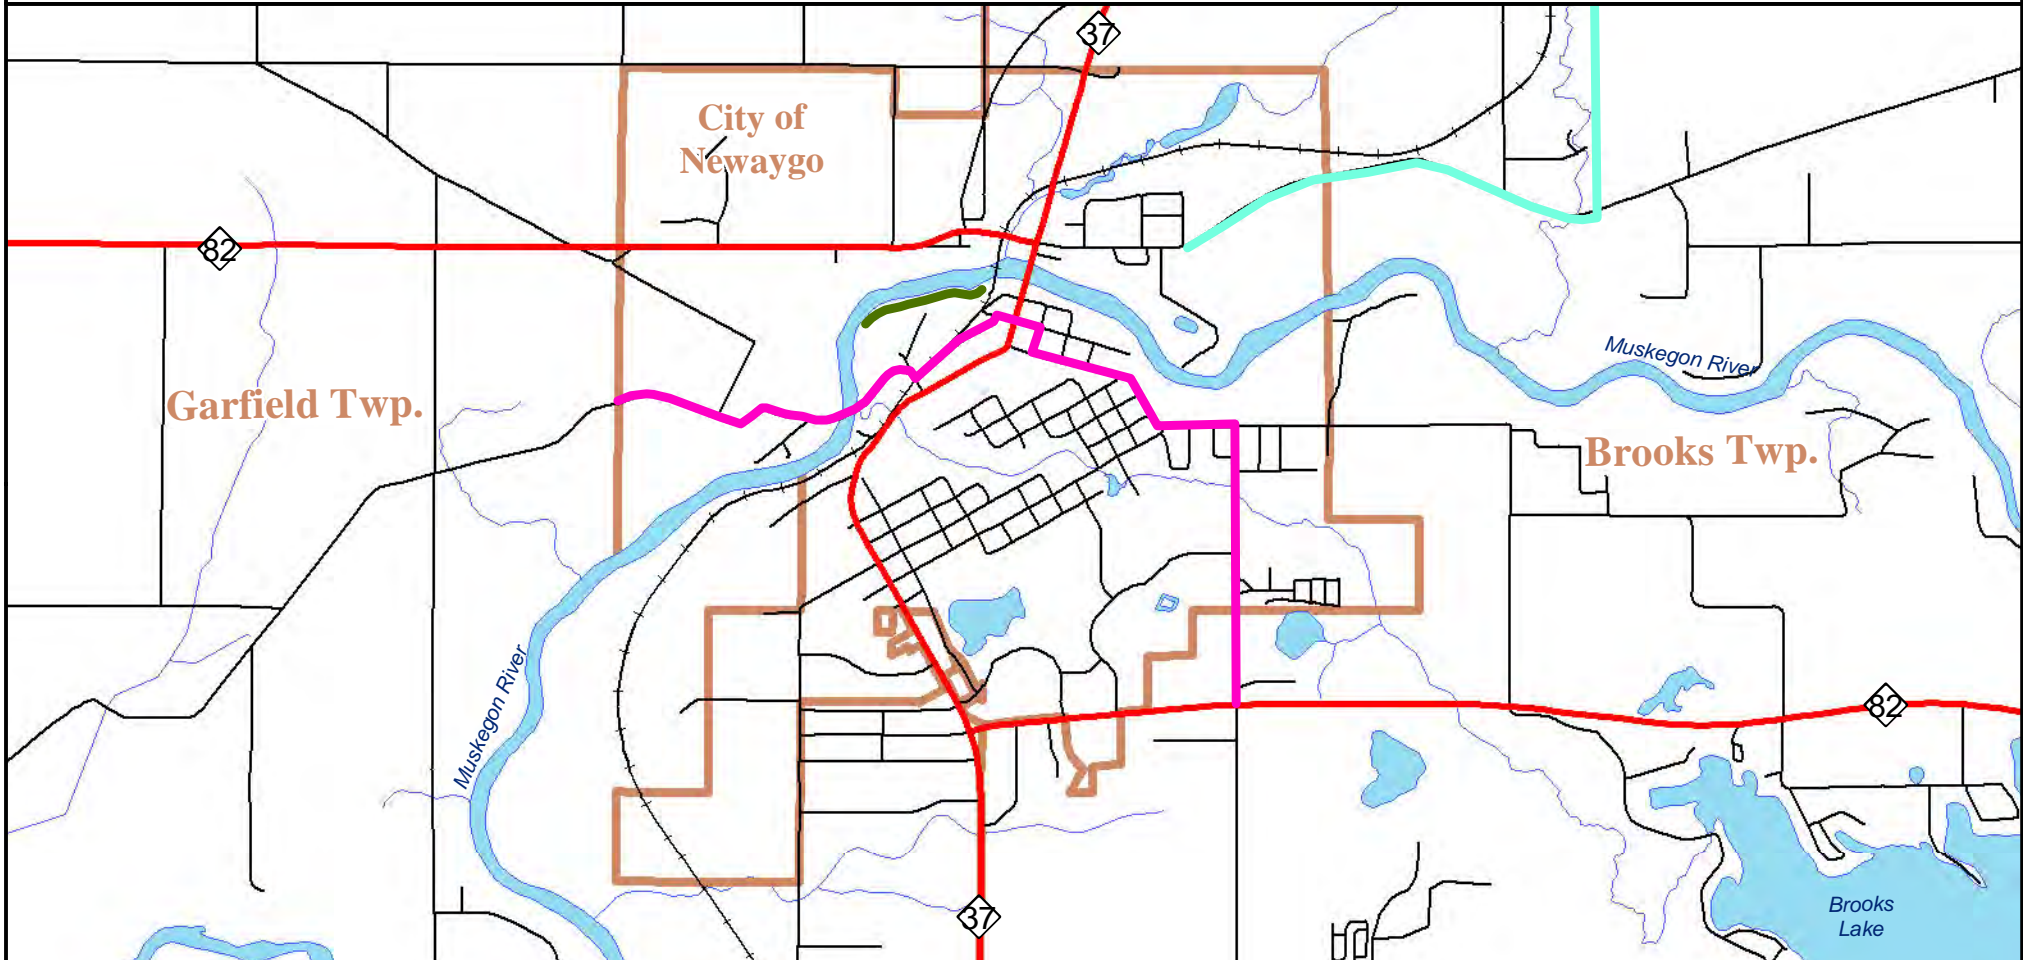 37
City of
Newaygo
82
Muskegon River
Garfield Twp.
Brooks Twp.
Muskegon River
82
Brooks
Lake
37